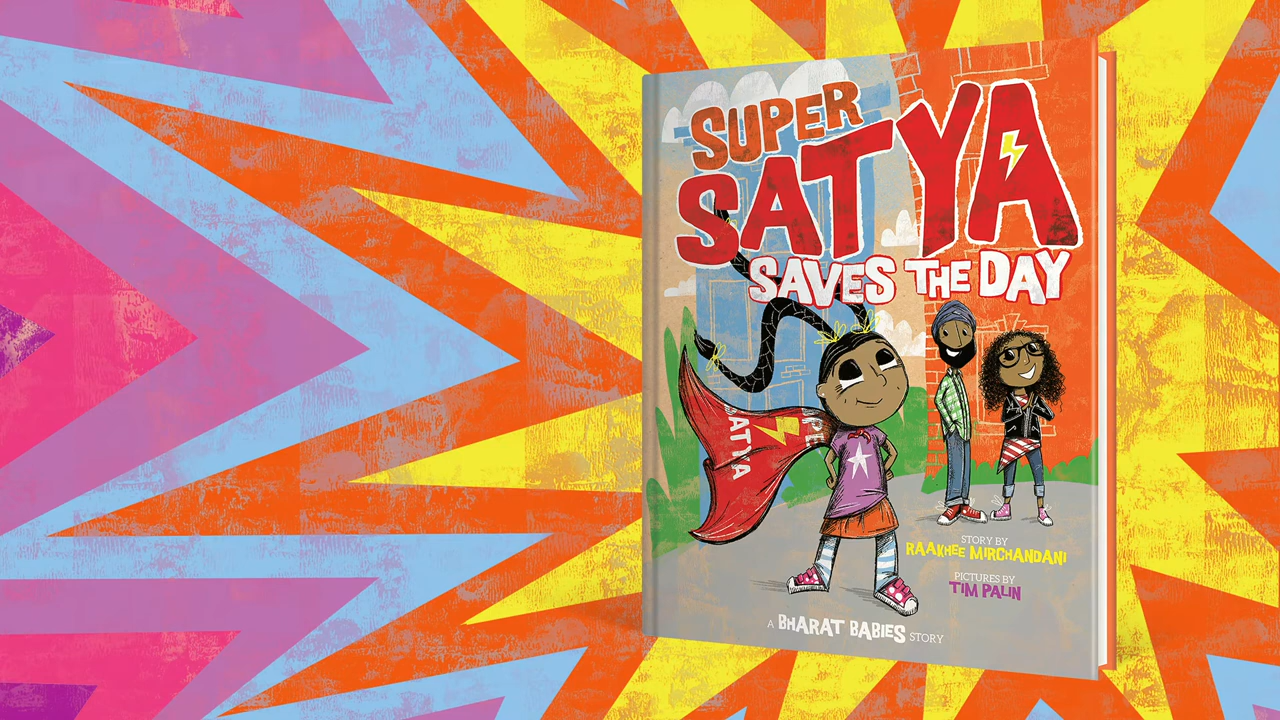 SUPER
SATYA
SAVES THE DAY
SATYA
STORY BY
RAAKHEE MIRCHANDANI
PICTURES BY
TIM PALIN
A BHARAT BABIES STORY